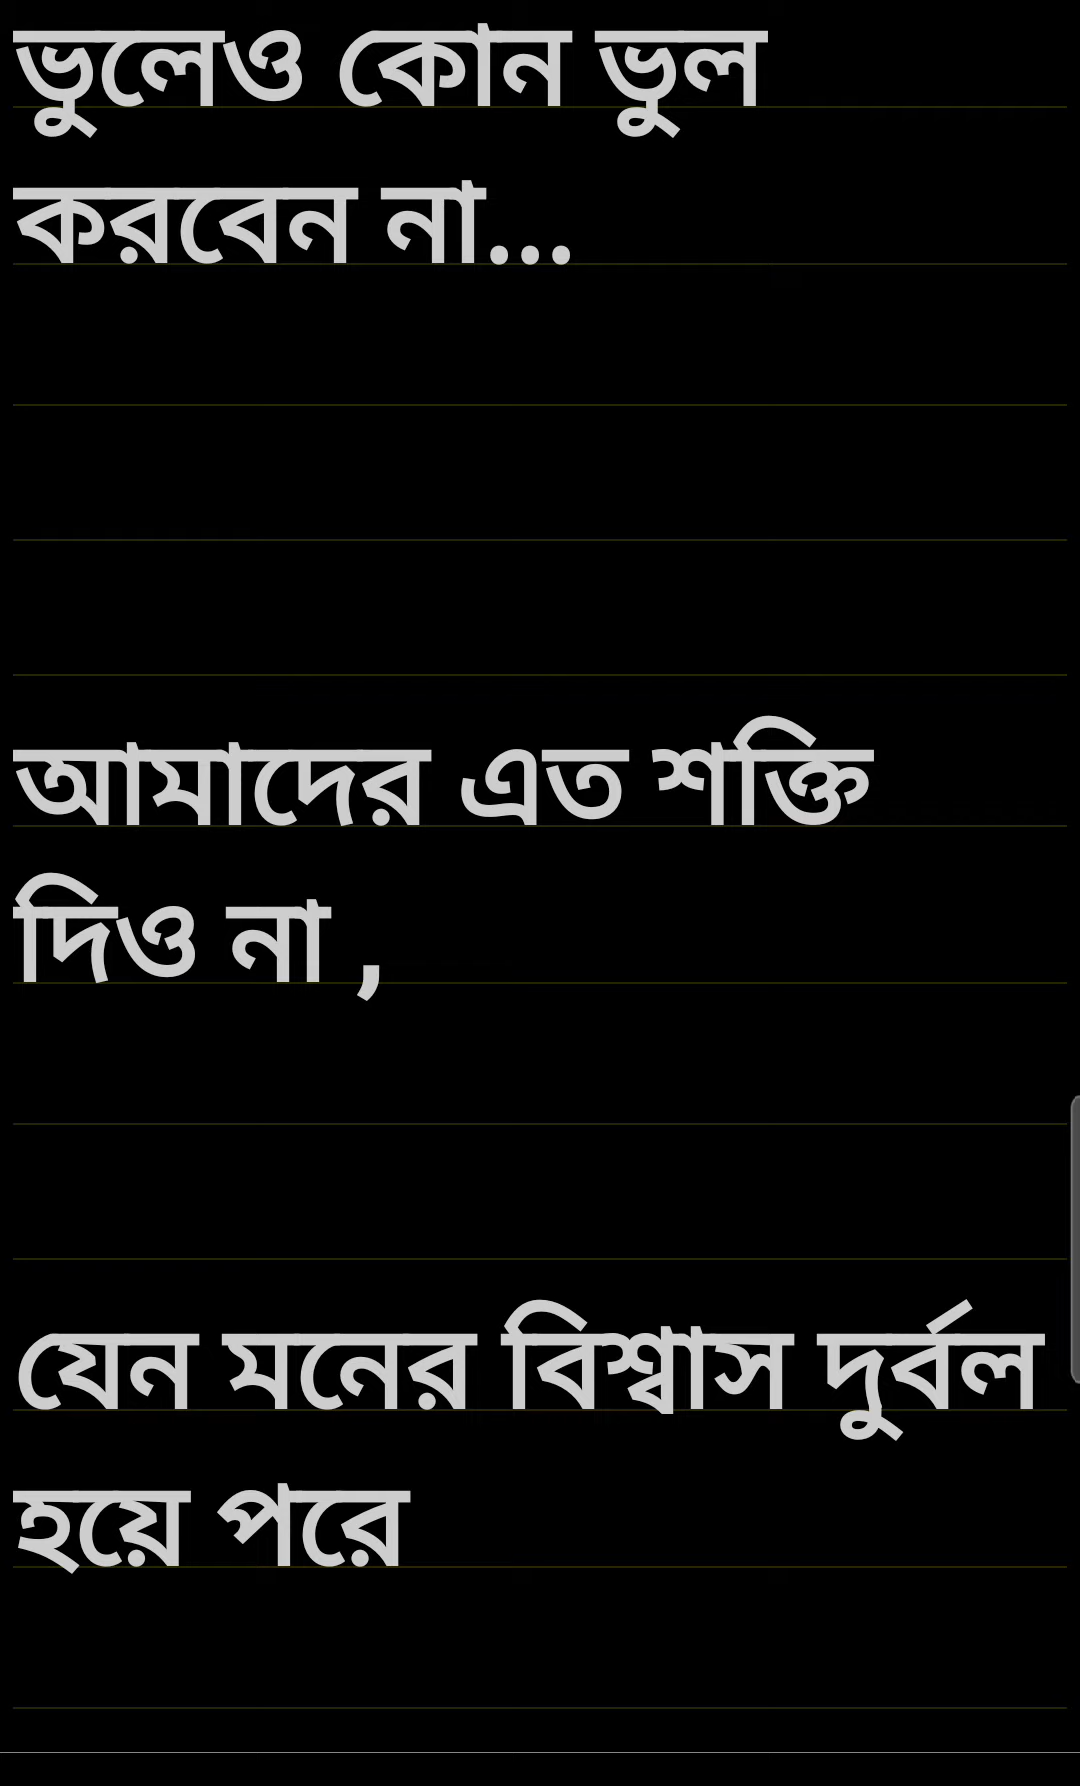 ভুলেও কোন ভুল
করবেন না...
আমাদের এত শক্তি
দিও না ,
যেন মনের বিশ্বাস দুর্বল
হয়ে পরে